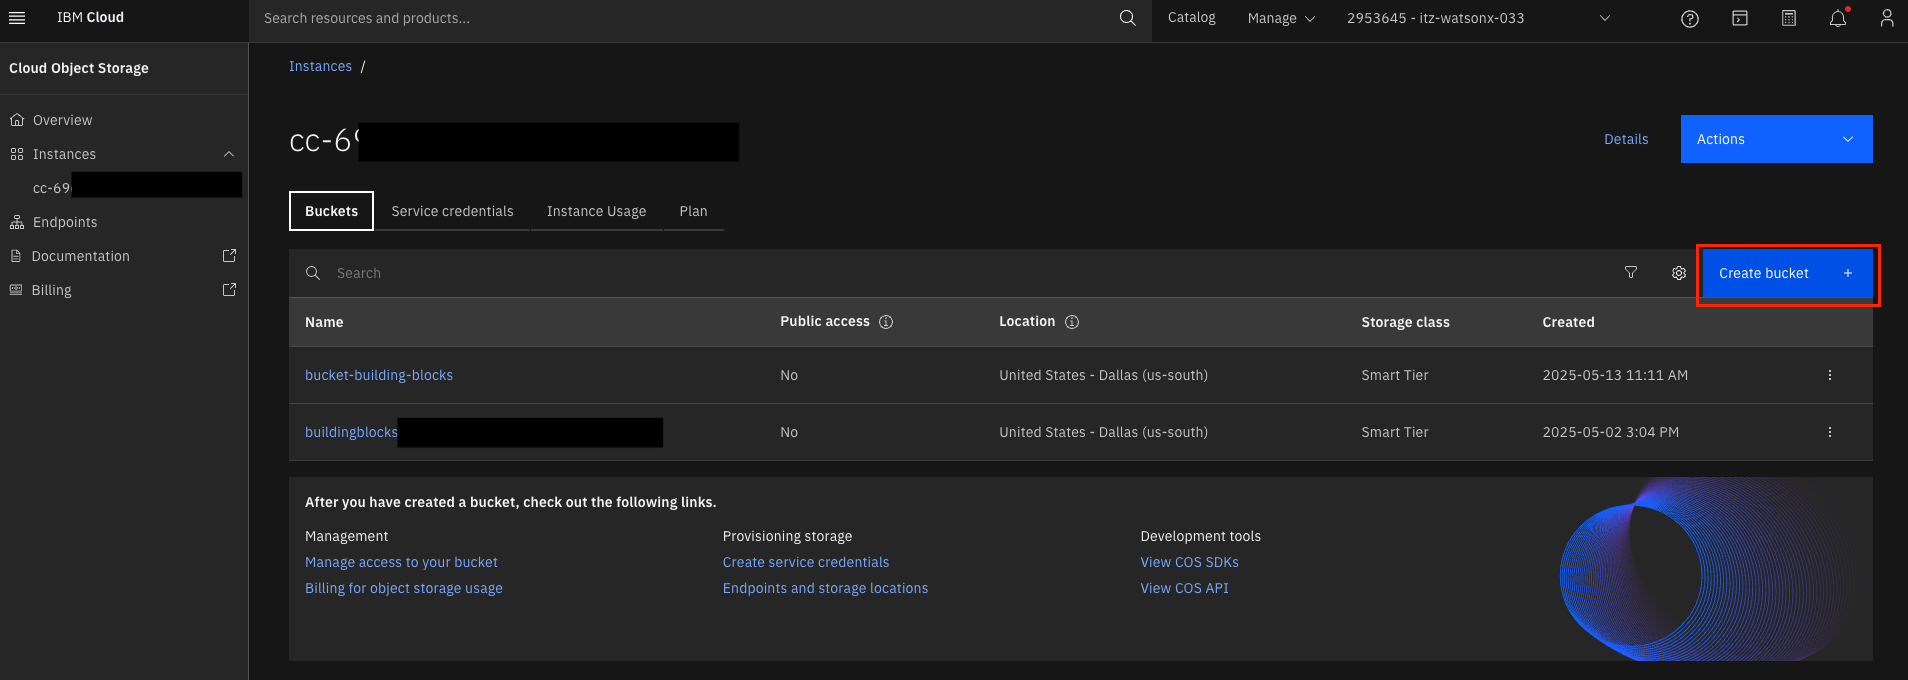 IBM Cloud
Search resources and products...
Catalog
Manage
2953645 - itz-watsonx-033
Cloud Object Storage
Overview
Instances
cc-69
Endpoints
Documentation
Billing
Instances /
cc-69
Details
Actions
Buckets
Service credentials
Instance Usage
Plan
Search
Create bucket +
Name Public access Location Storage class Created
bucket-building-blocks No United States - Dallas (us-south) Smart Tier 2025-05-13 11:11 AM
buildingblocks No United States - Dallas (us-south) Smart Tier 2025-05-02 3:04 PM
After you have created a bucket, check out the following links.
Management
Manage access to your bucket
Billing for object storage usage
Provisioning storage
Create service credentials
Endpoints and storage locations
Development tools
View COS SDKs
View COS API